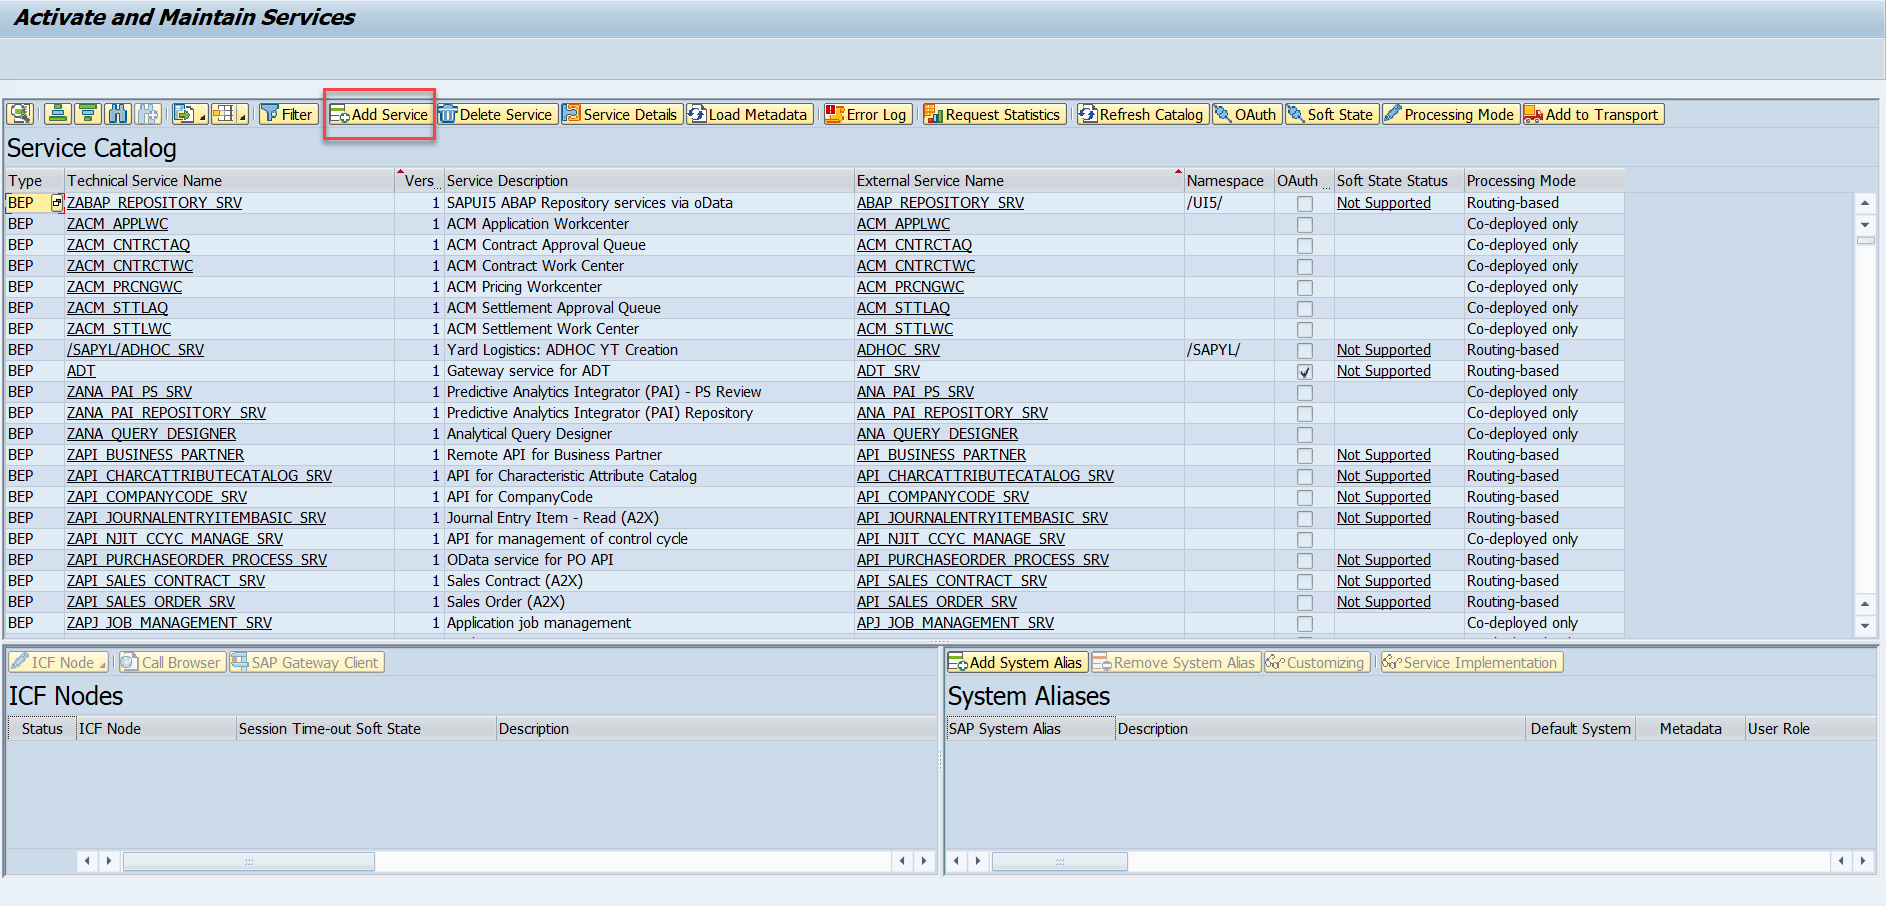 Activate and Maintain Services
Filter Add Service Delete Service Service Details Load Metadata Error Log Request Statistics Refresh Catalog OAuth Soft State Processing Mode Add to Transport
Service Catalog
Type Technical Service Name Vers... Service Description External Service Name Namespace OAuth ... Soft State Status Processing Mode
BEP ZABAP_REPOSITORY_SRV 1 SAPUI5 ABAP Repository services via oData ABAP_REPOSITORY_SRV /UI5/ Not Supported Routing-based
BEP ZACM_APPLWC 1 ACM Application Workcenter ACM_APPLWC Co-deployed only
BEP ZACM_CNTRCTAQ 1 ACM Contract Approval Queue ACM_CNTRCTAQ Co-deployed only
BEP ZACM_CNTRCTWC 1 ACM Contract Work Center ACM_CNTRCTWC Co-deployed only
BEP ZACM_PRCNGWC 1 ACM Pricing Workcenter ACM_PRCNGWC Co-deployed only
BEP ZACM_STTLAQ 1 ACM Settlement Approval Queue ACM_STTLAQ Co-deployed only
BEP ZACM_STTLWC 1 ACM Settlement Work Center ACM_STTLWC Co-deployed only
BEP /SAPYL/ADHOC_SRV 1 Yard Logistics: ADHOC YT Creation ADHOC_SRV /SAPYL/ Not Supported Routing-based
BEP ADT 1 Gateway service for ADT ADT_SRV Not Supported Routing-based
BEP ZANA_PAI_PS_SRV 1 Predictive Analytics Integrator (PAI) - PS Review ANA_PAI_PS_SRV Co-deployed only
BEP ZANA_PAI_REPOSITORY_SRV 1 Predictive Analytics Integrator (PAI) Repository ANA_PAI_REPOSITORY_SRV Co-deployed only
BEP ZANA_QUERY_DESIGNER 1 Analytical Query Designer ANA_QUERY_DESIGNER Co-deployed only
BEP ZAPI_BUSINESS_PARTNER 1 Remote API for Business Partner API_BUSINESS_PARTNER Not Supported Routing-based
BEP ZAPI_CHARCATTRIBUTECATALOG_SRV 1 API for Characteristic Attribute Catalog API_CHARCATTRIBUTECATALOG_SRV Not Supported Routing-based
BEP ZAPI_COMPANYCODE_SRV 1 API for CompanyCode API_COMPANYCODE_SRV Not Supported Routing-based
BEP ZAPI_JOURNALENTRYITEMBASIC_SRV 1 Journal Entry Item - Read (A2X) API_JOURNALENTRYITEMBASIC_SRV Not Supported Routing-based
BEP ZAPI_NJIT_CCYC_MANAGE_SRV 1 API for management of control cycle API_NJIT_CCYC_MANAGE_SRV Co-deployed only
BEP ZAPI_PURCHASEORDER_PROCESS_SRV 1 OData service for PO API API_PURCHASEORDER_PROCESS_SRV Not Supported Routing-based
BEP ZAPI_SALES_CONTRACT_SRV 1 Sales Contract (A2X) API_SALES_CONTRACT_SRV Not Supported Routing-based
BEP ZAPI_SALES_ORDER_SRV 1 Sales Order (A2X) API_SALES_ORDER_SRV Not Supported Routing-based
BEP ZAPJ_JOB_MANAGEMENT_SRV 1 Application job management APJ_JOB_MANAGEMENT_SRV Co-deployed only
ICF Node Call Browser SAP Gateway Client Add System Alias Remove System Alias Customizing Service Implementation
ICF Nodes System Aliases
Status ICF Node Session Time-out Soft State Description SAP System Alias Description Default System Metadata User Role